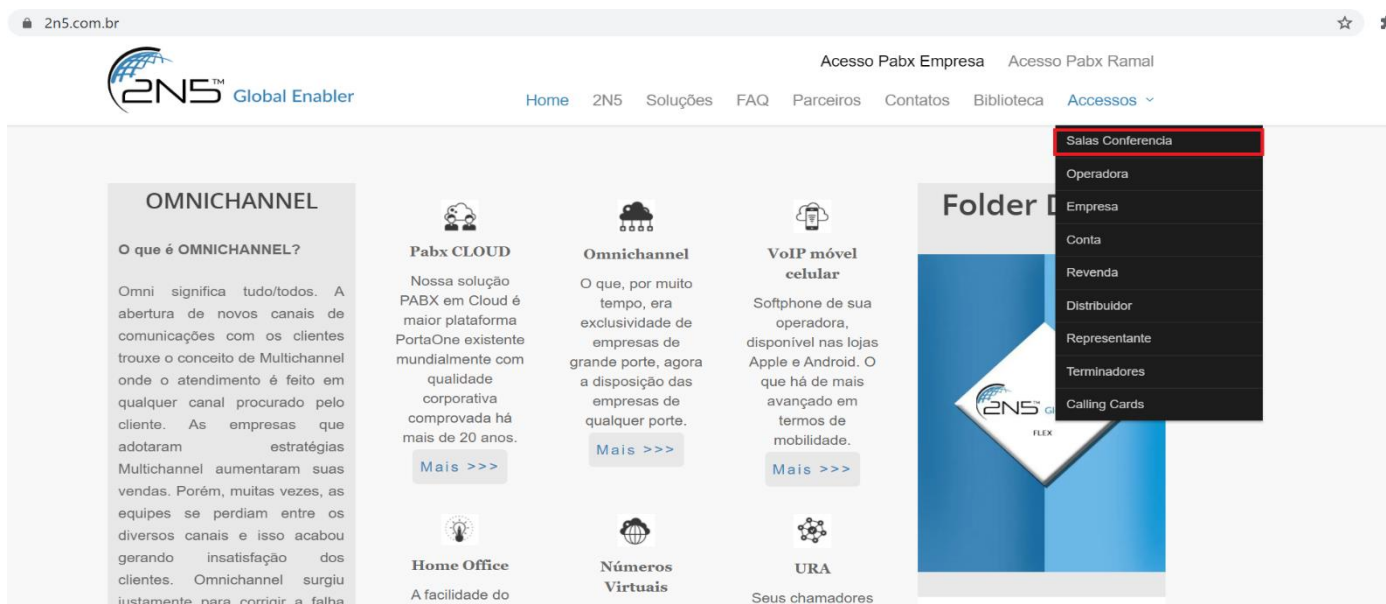 2n5.com.br
2N5™ Global Enabler
Acesso Pabx Empresa Acesso Pabx Ramal
Home 2N5 Soluções FAQ Parceiros Contatos Biblioteca Accessos
Salas Conferencia
Operadora
Empresa
Conta
Revenda
Distribuidor
Representante
Terminadores
Calling Cards
OMNICHANNEL
O que é OMNICHANNEL?
Omni significa tudo/todos. A
abertura de novos canais de
comunicações com os clientes
trouxe o conceito de Multichannel
onde o atendimento é feito em
qualquer canal procurado pelo
cliente. As empresas que
adotaram estratégias
Multichannel aumentaram suas
vendas. Porém, muitas vezes, as
equipes se perdiam entre os
diversos canais e isso acabou
gerando insatisfação dos
clientes. Omnichannel surgiu
justamente para corrigir a falha
Pabx CLOUD
Nossa solução
PABX em Cloud é
maior plataforma
PortaOne existente
mundialmente com
qualidade
corporativa
comprovada há
mais de 20 anos.
Mais >>>
Omnichannel
O que, por muito
tempo, era
exclusividade de
empresas de
grande porte, agora
a disposição das
empresas de
qualquer porte.
Mais >>>
VoIP móvel
celular
Softphone de sua
operadora,
disponível nas lojas
Apple e Android. O
que há de mais
avançado em
termos de
mobilidade.
Mais >>>
Home Office
A facilidade do
Números
Virtuais
URA
Seus chamadores
Folder
2N5™
FLEX